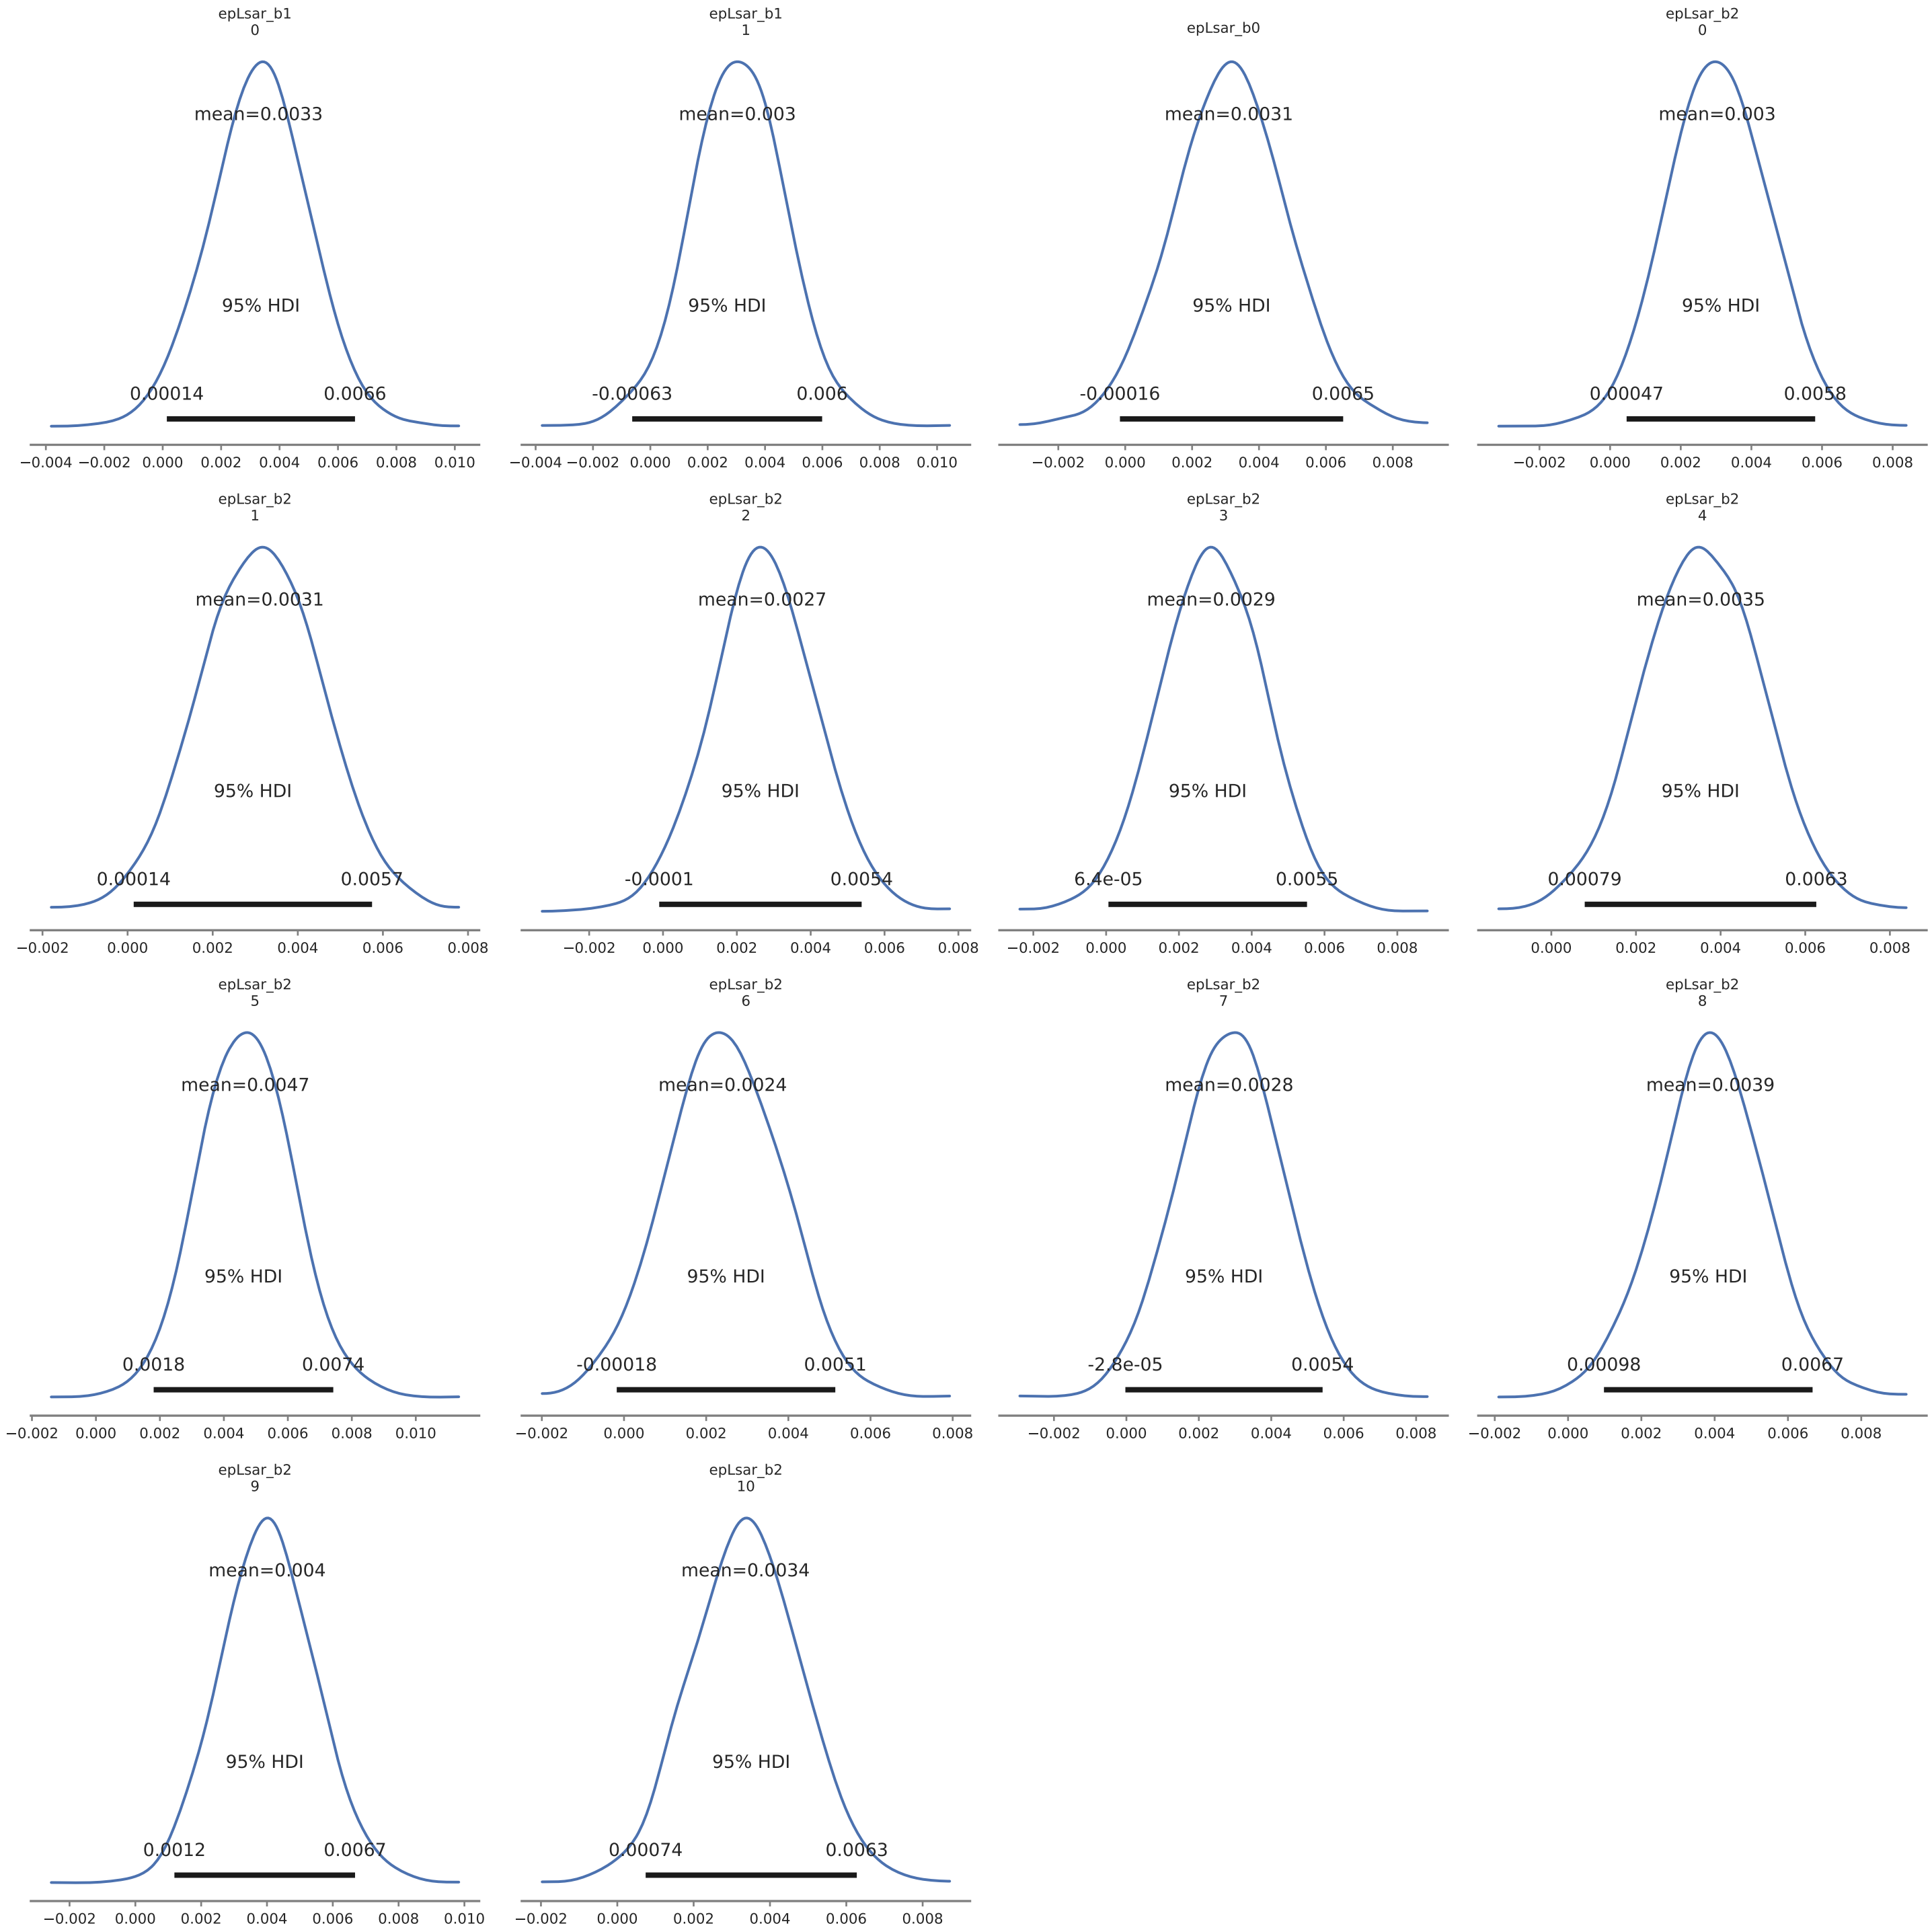 epLsar_b1
0
mean=0.0033
95% HDI
0.00014 0.0066
−0.004 −0.002 0.000 0.002 0.004 0.006 0.008 0.010
epLsar_b1
1
mean=0.003
95% HDI
-0.00063 0.006
−0.004 −0.002 0.000 0.002 0.004 0.006 0.008 0.010
epLsar_b0
mean=0.0031
95% HDI
-0.00016 0.0065
−0.002 0.000 0.002 0.004 0.006 0.008
epLsar_b2
0
mean=0.003
95% HDI
0.00047 0.0058
−0.002 0.000 0.002 0.004 0.006 0.008
epLsar_b2
1
mean=0.0031
95% HDI
0.00014 0.0057
−0.002 0.000 0.002 0.004 0.006 0.008
epLsar_b2
2
mean=0.0027
95% HDI
-0.0001 0.0054
−0.002 0.000 0.002 0.004 0.006 0.008
epLsar_b2
3
mean=0.0029
95% HDI
6.4e-05 0.0055
−0.002 0.000 0.002 0.004 0.006 0.008
epLsar_b2
4
mean=0.0035
95% HDI
0.00079 0.0063
0.000 0.002 0.004 0.006 0.008
epLsar_b2
5
mean=0.0047
95% HDI
0.0018 0.0074
−0.002 0.000 0.002 0.004 0.006 0.008 0.010
epLsar_b2
6
mean=0.0024
95% HDI
-0.00018 0.0051
−0.002 0.000 0.002 0.004 0.006 0.008
epLsar_b2
7
mean=0.0028
95% HDI
-2.8e-05 0.0054
−0.002 0.000 0.002 0.004 0.006 0.008
epLsar_b2
8
mean=0.0039
95% HDI
0.00098 0.0067
−0.002 0.000 0.002 0.004 0.006 0.008
epLsar_b2
9
mean=0.004
95% HDI
0.0012 0.0067
−0.002 0.000 0.002 0.004 0.006 0.008 0.010
epLsar_b2
10
mean=0.0034
95% HDI
0.00074 0.0063
−0.002 0.000 0.002 0.004 0.006 0.008